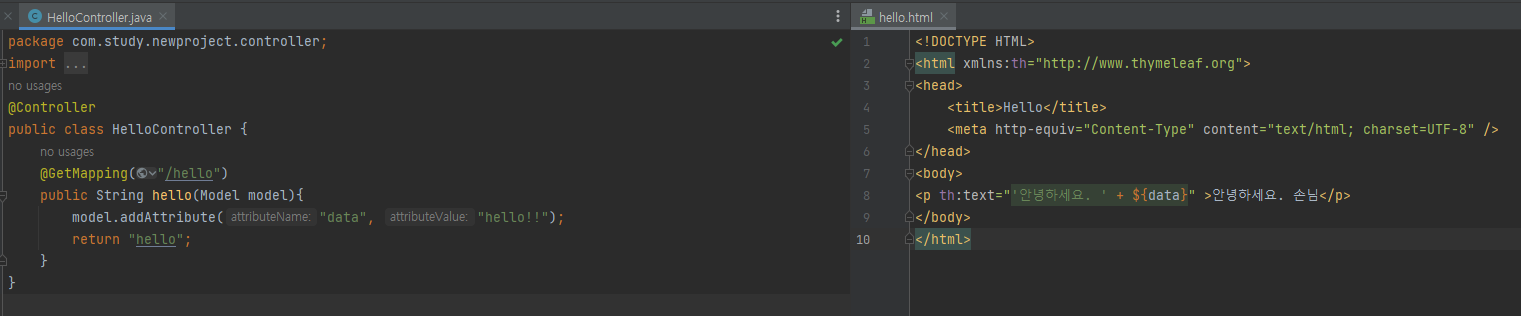 HelloController.java
package com.study.newproject.controller;
import ...
no usages
@Controller
public class HelloController {
no usages
@GetMapping("/hello")
public String hello(Model model){
model.addAttribute( attributeName: "data", attributeValue: "hello!!");
return "hello";
}
}
hello.html
1 <!DOCTYPE HTML>
2 <html xmlns:th="http://www.thymeleaf.org">
3 <head>
4 <title>Hello</title>
5 <meta http-equiv="Content-Type" content="text/html; charset=UTF-8" />
6 </head>
7 <body>
8 <p th:text="'안녕하세요. ' + ${data}" >안녕하세요. 손님</p>
9 </body>
10 </html>